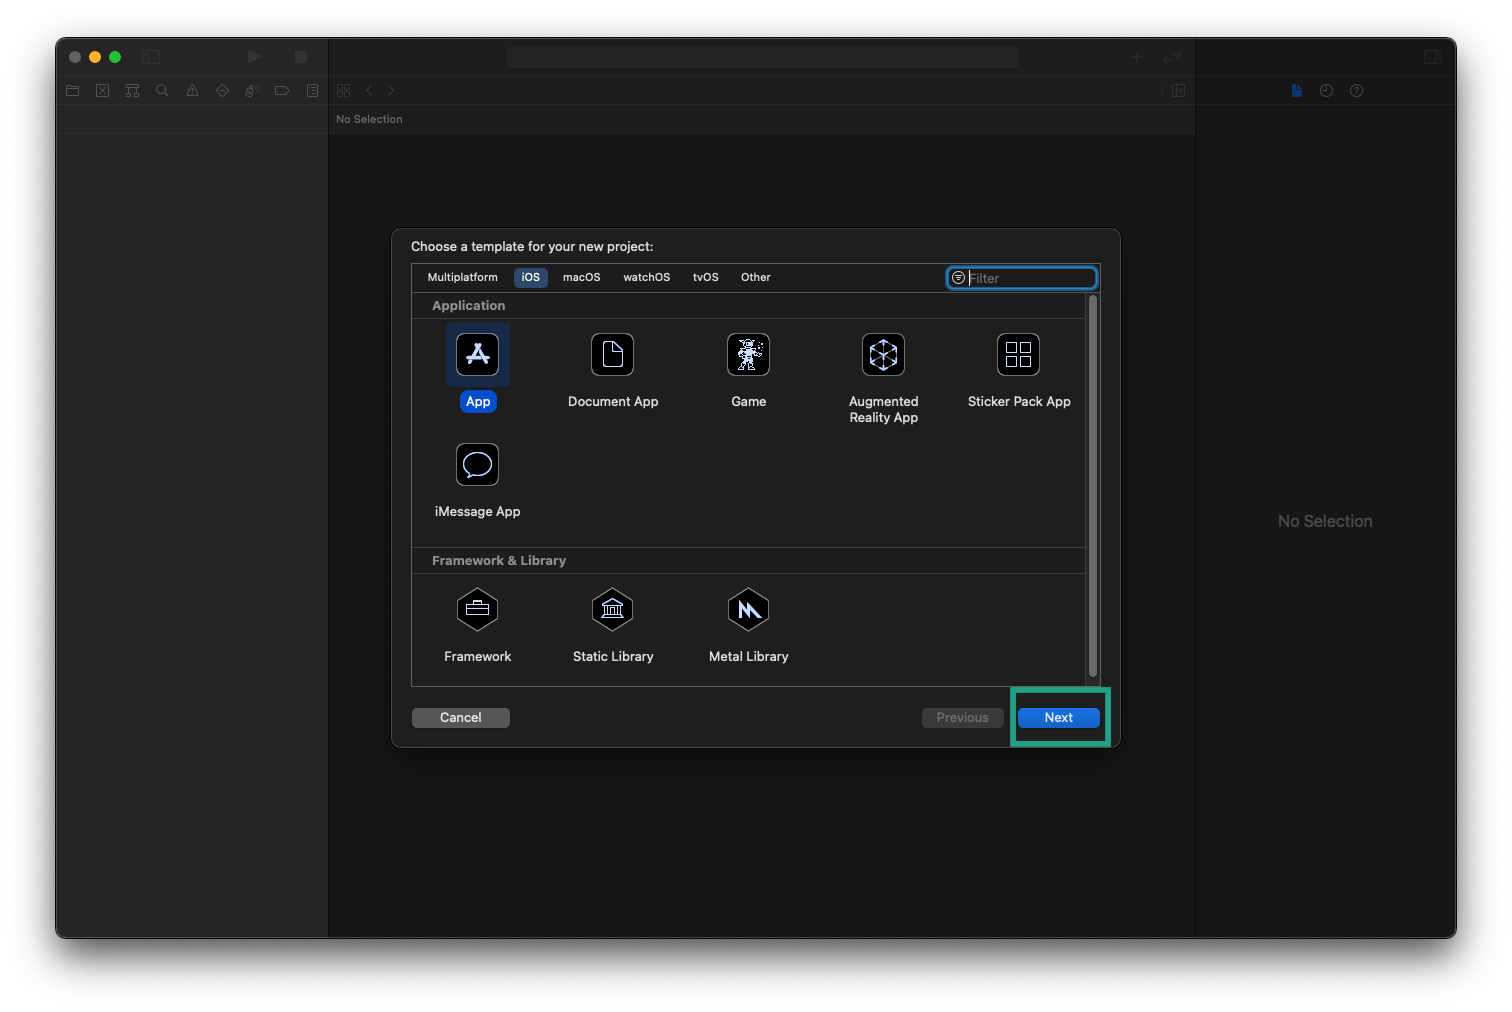 No Selection
Choose a template for your new project:
Multiplatform iOS macOS watchOS tvOS Other Filter
Application
App Document App Game Augmented Reality App Sticker Pack App
iMessage App
No Selection
Framework & Library
Framework Static Library Metal Library
Cancel Previous Next